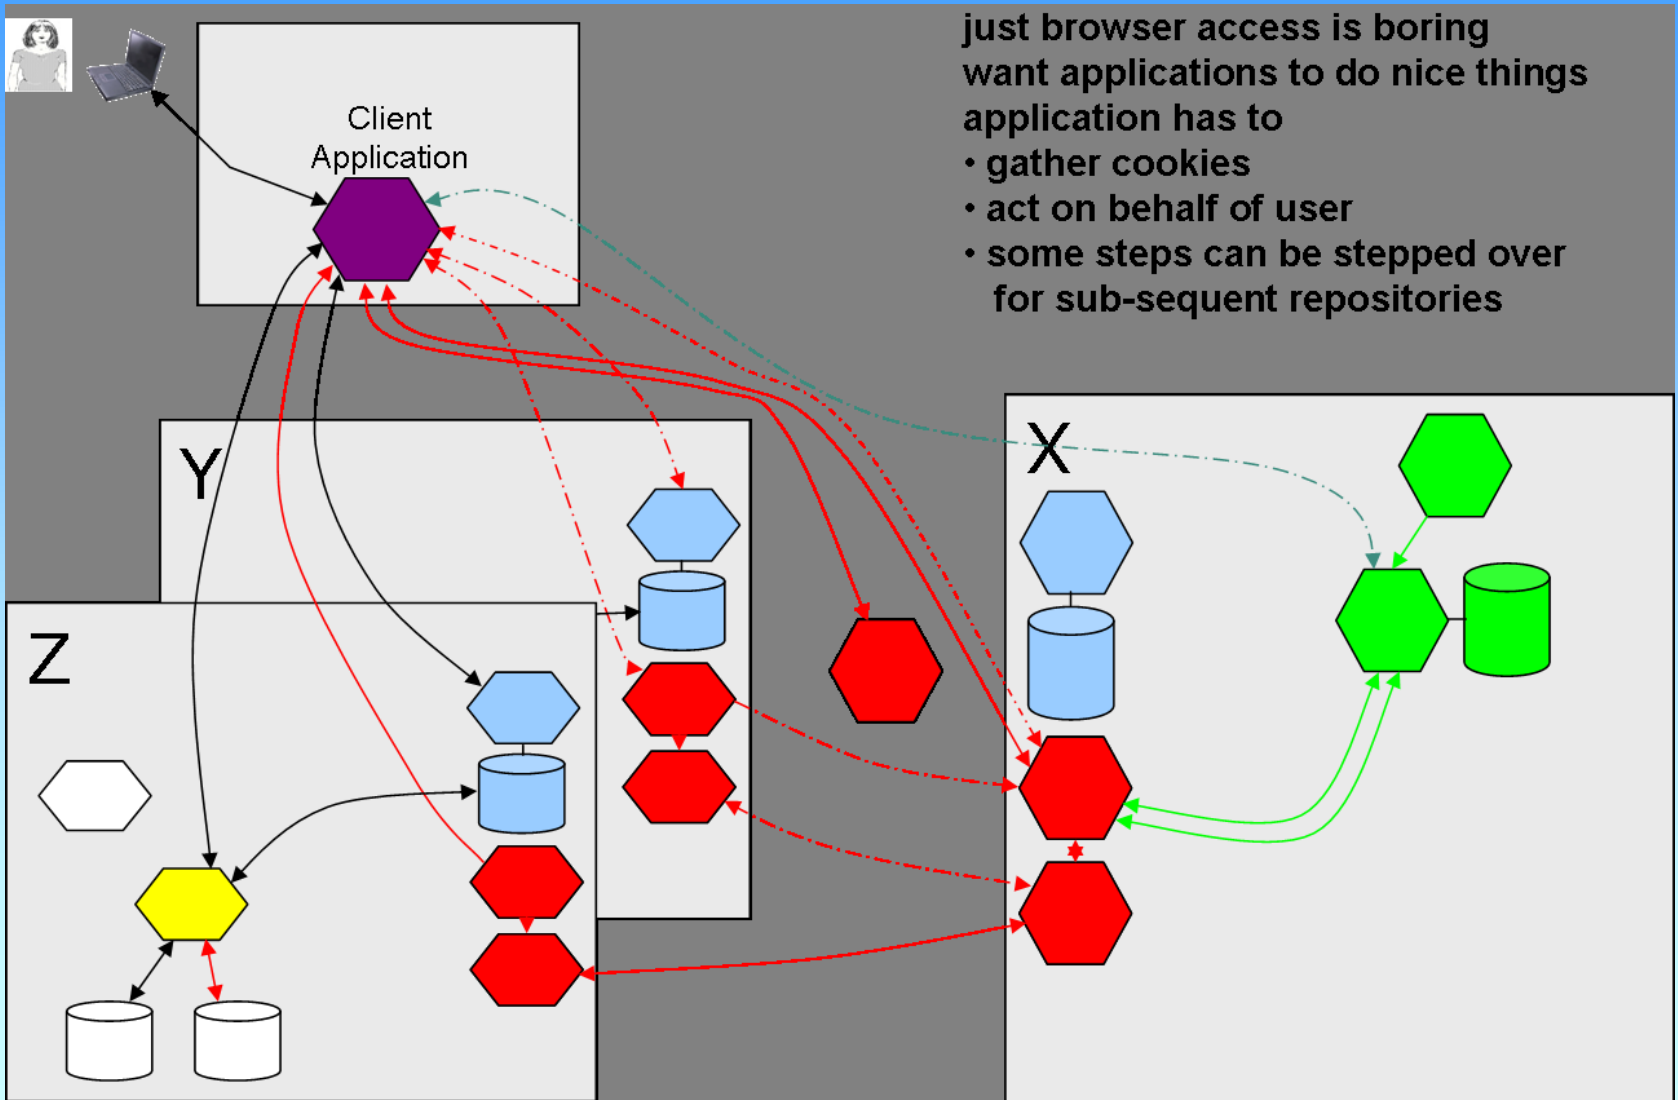 just browser access is boring
want applications to do nice things
application has to
• gather cookies
• act on behalf of user
• some steps can be stepped over
for sub-sequent repositories
Client
Application
Y
X
Z